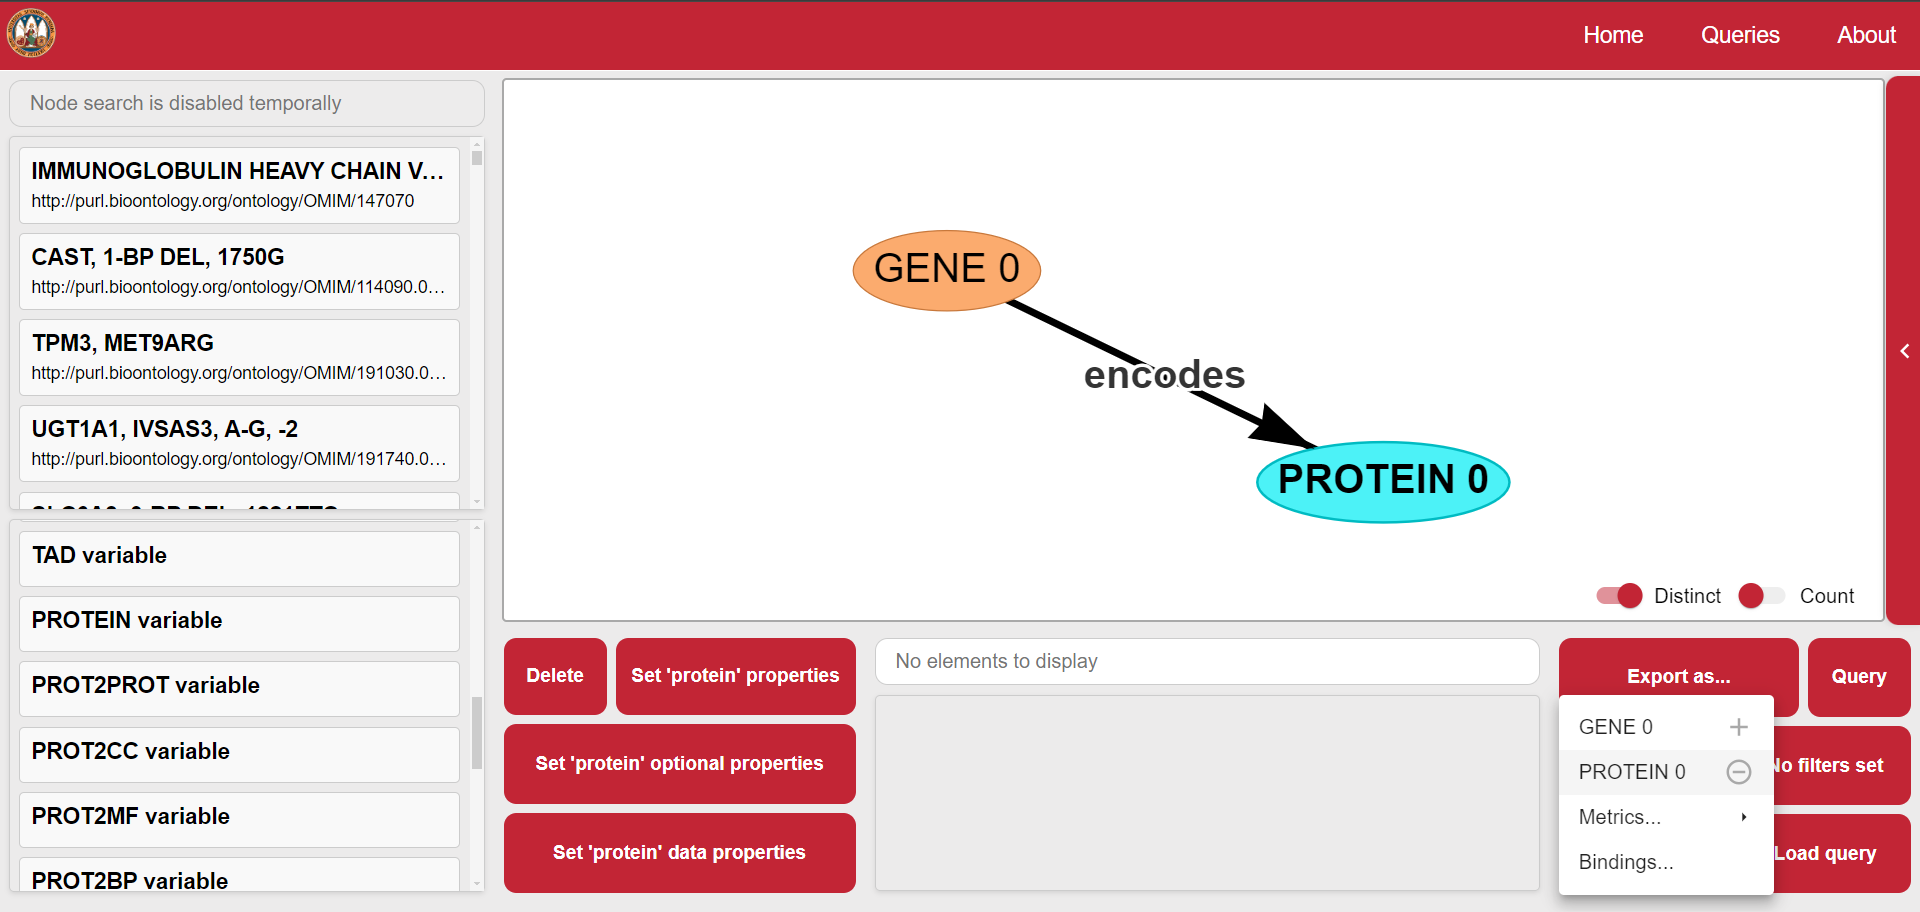 Home
Queries
About
Node search is disabled temporally
IMMUNOGLOBULIN HEAVY CHAIN V...
http://purl.bioontology.org/ontology/OMIM/147070
CAST, 1-BP DEL, 1750G
http://purl.bioontology.org/ontology/OMIM/114090.0...
TPM3, MET9ARG
http://purl.bioontology.org/ontology/OMIM/191030.0...
UGT1A1, IVSAS3, A-G, -2
http://purl.bioontology.org/ontology/OMIM/191740.0...
TAD variable
PROTEIN variable
PROT2PROT variable
PROT2CC variable
PROT2MF variable
PROT2BP variable
GENE 0
encodes
PROTEIN 0
Distinct
Count
Delete
Set 'protein' properties
Set 'protein' optional properties
Set 'protein' data properties
No elements to display
Export as...
Query
GENE 0
PROTEIN 0
Metrics...
Bindings...
No filters set
Load query